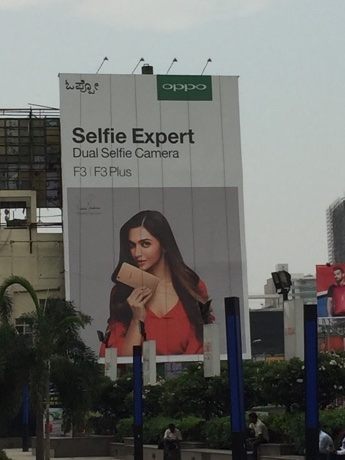 ಒಪ್ಪೋ
oppo
Selfie Expert
Dual Selfie Camera
F3 | F3 Plus